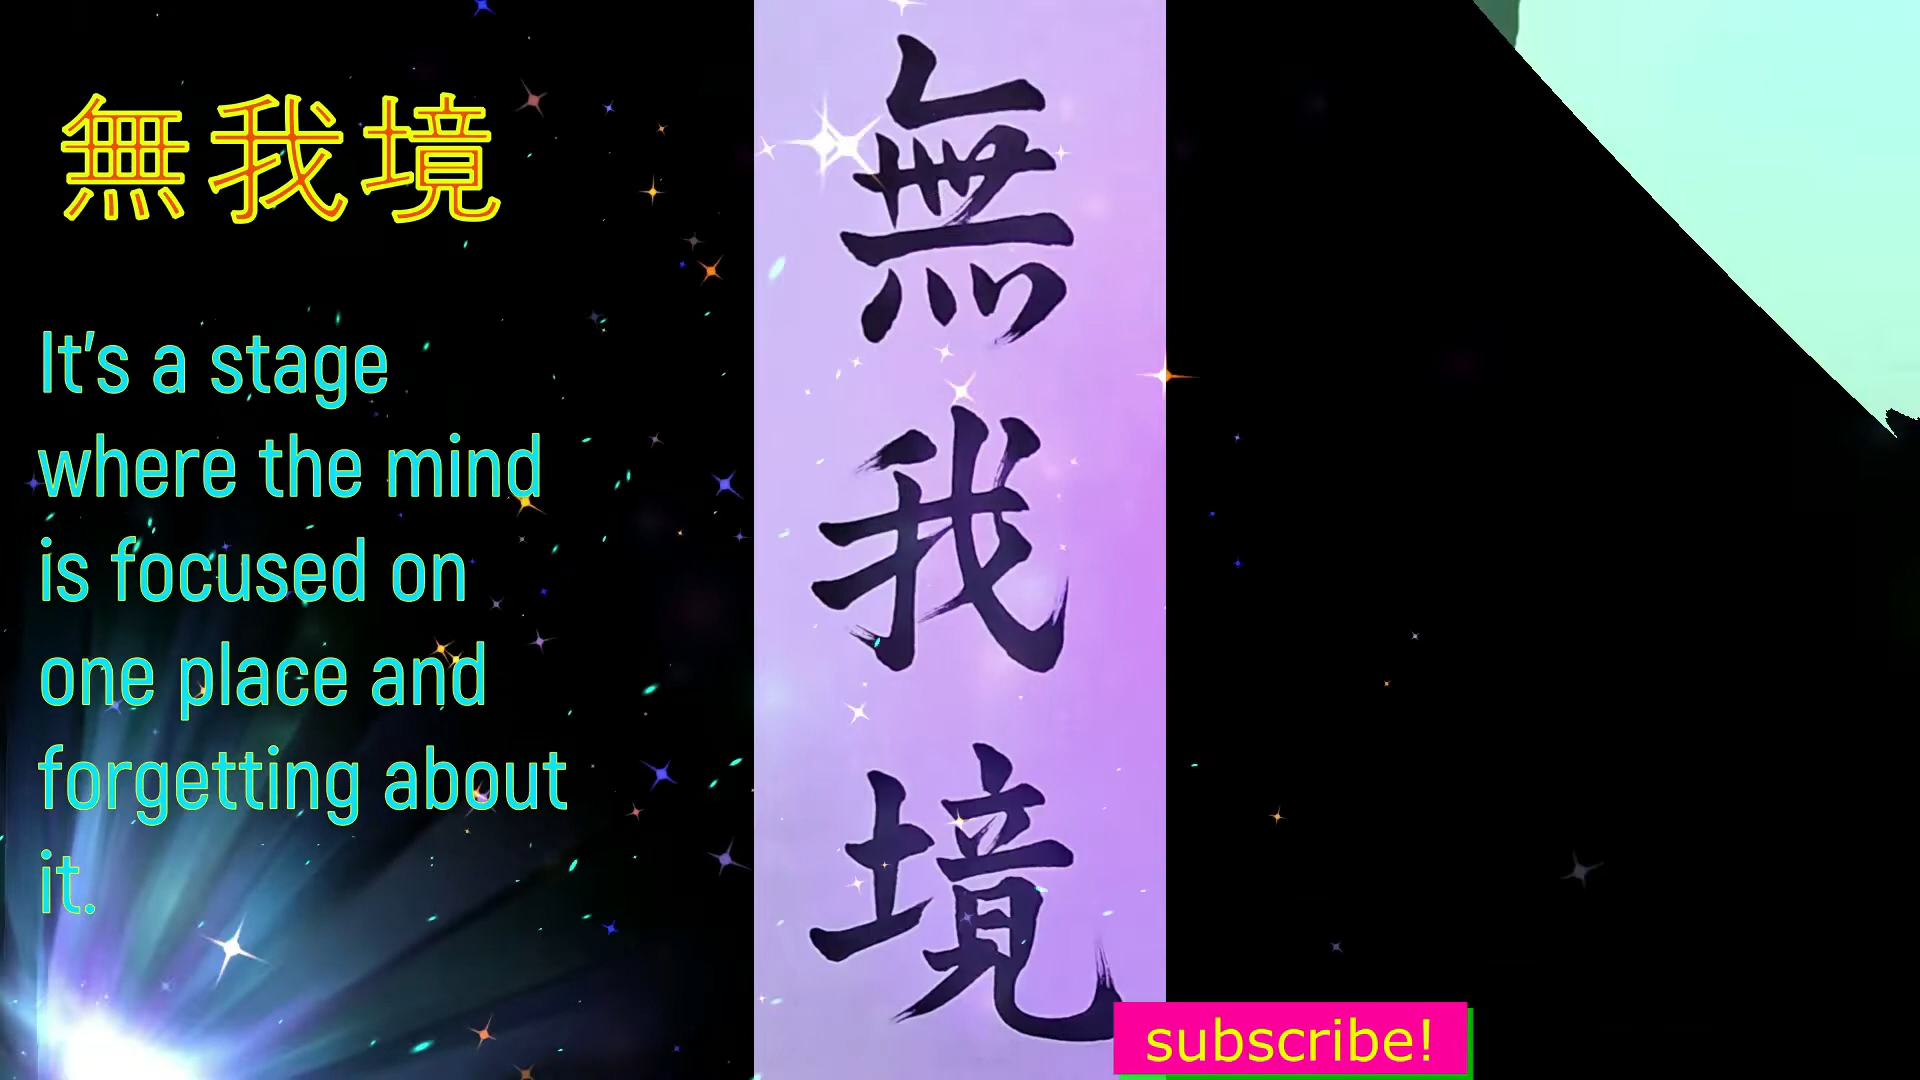 無我境
It's a stage
where the mind
is focused on
one place and
forgetting about
it.
無
我
境
subscribe!